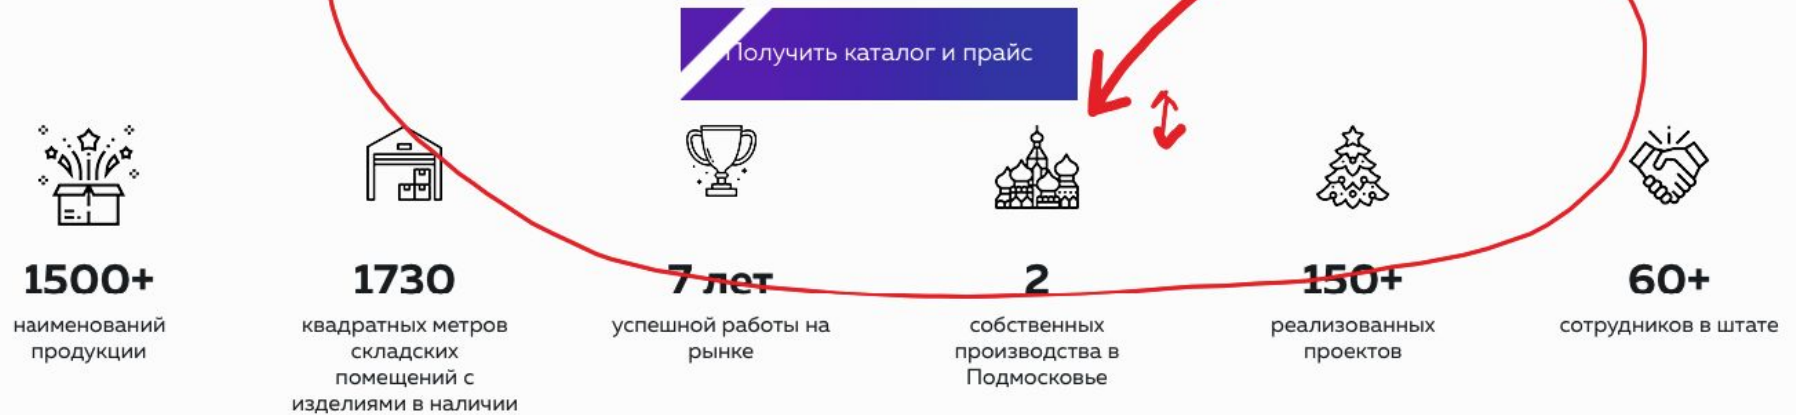 Получить каталог и прайс
1500+
наименований
продукции
1730
квадратных метров
складских
помещений с
изделиями в наличии
7 лет
успешной работы на
рынке
2
собственных
производства в
Подмосковье
150+
реализованных
проектов
60+
сотрудников в штате